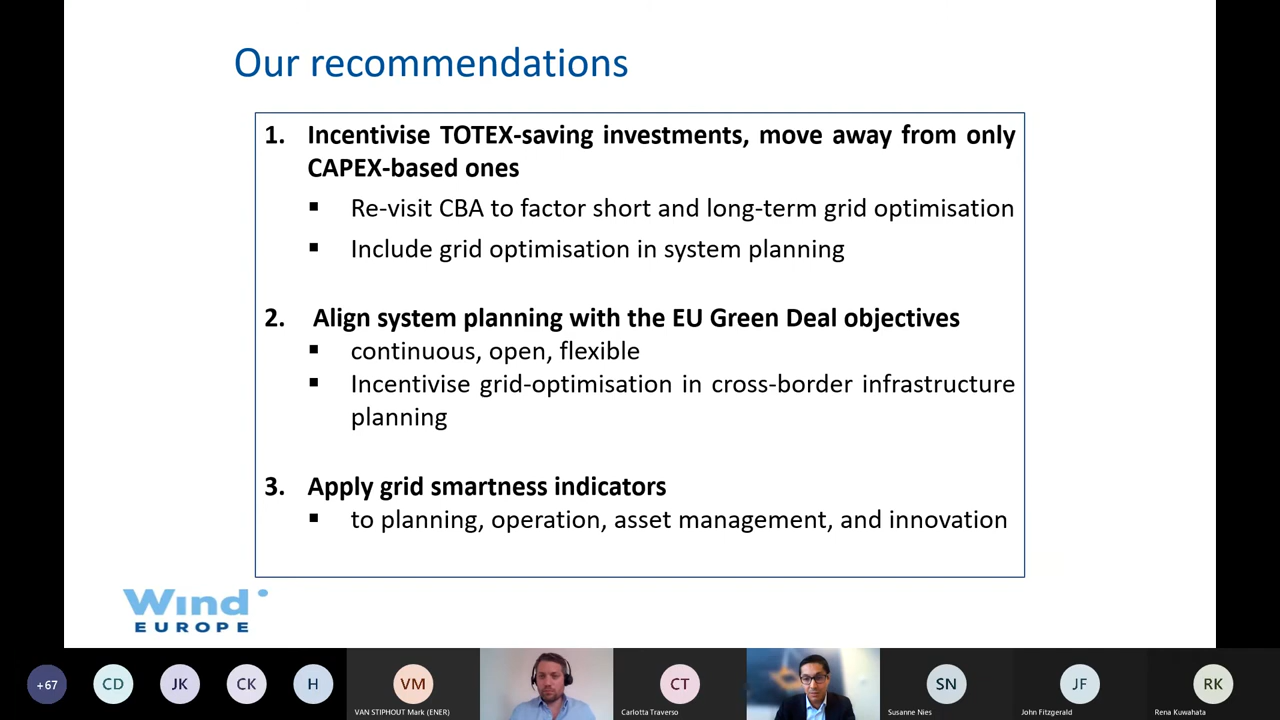 Our recommendations
1. Incentivise TOTEX-saving investments, move away from only
CAPEX-based ones
▪ Re-visit CBA to factor short and long-term grid optimisation
▪ Include grid optimisation in system planning
2. Align system planning with the EU Green Deal objectives
▪ continuous, open, flexible
▪ Incentivise grid-optimisation in cross-border infrastructure
planning
3. Apply grid smartness indicators
▪ to planning, operation, asset management, and innovation
Wind
EUROPE
+67
CD
JK
CK
H
VM
VAN STIPHOUT Mark (ENER)
CT
Carlotta Traverso
SN
Susanne Nies
JF
John Fitzgerald
RK
Rena Kuwahata